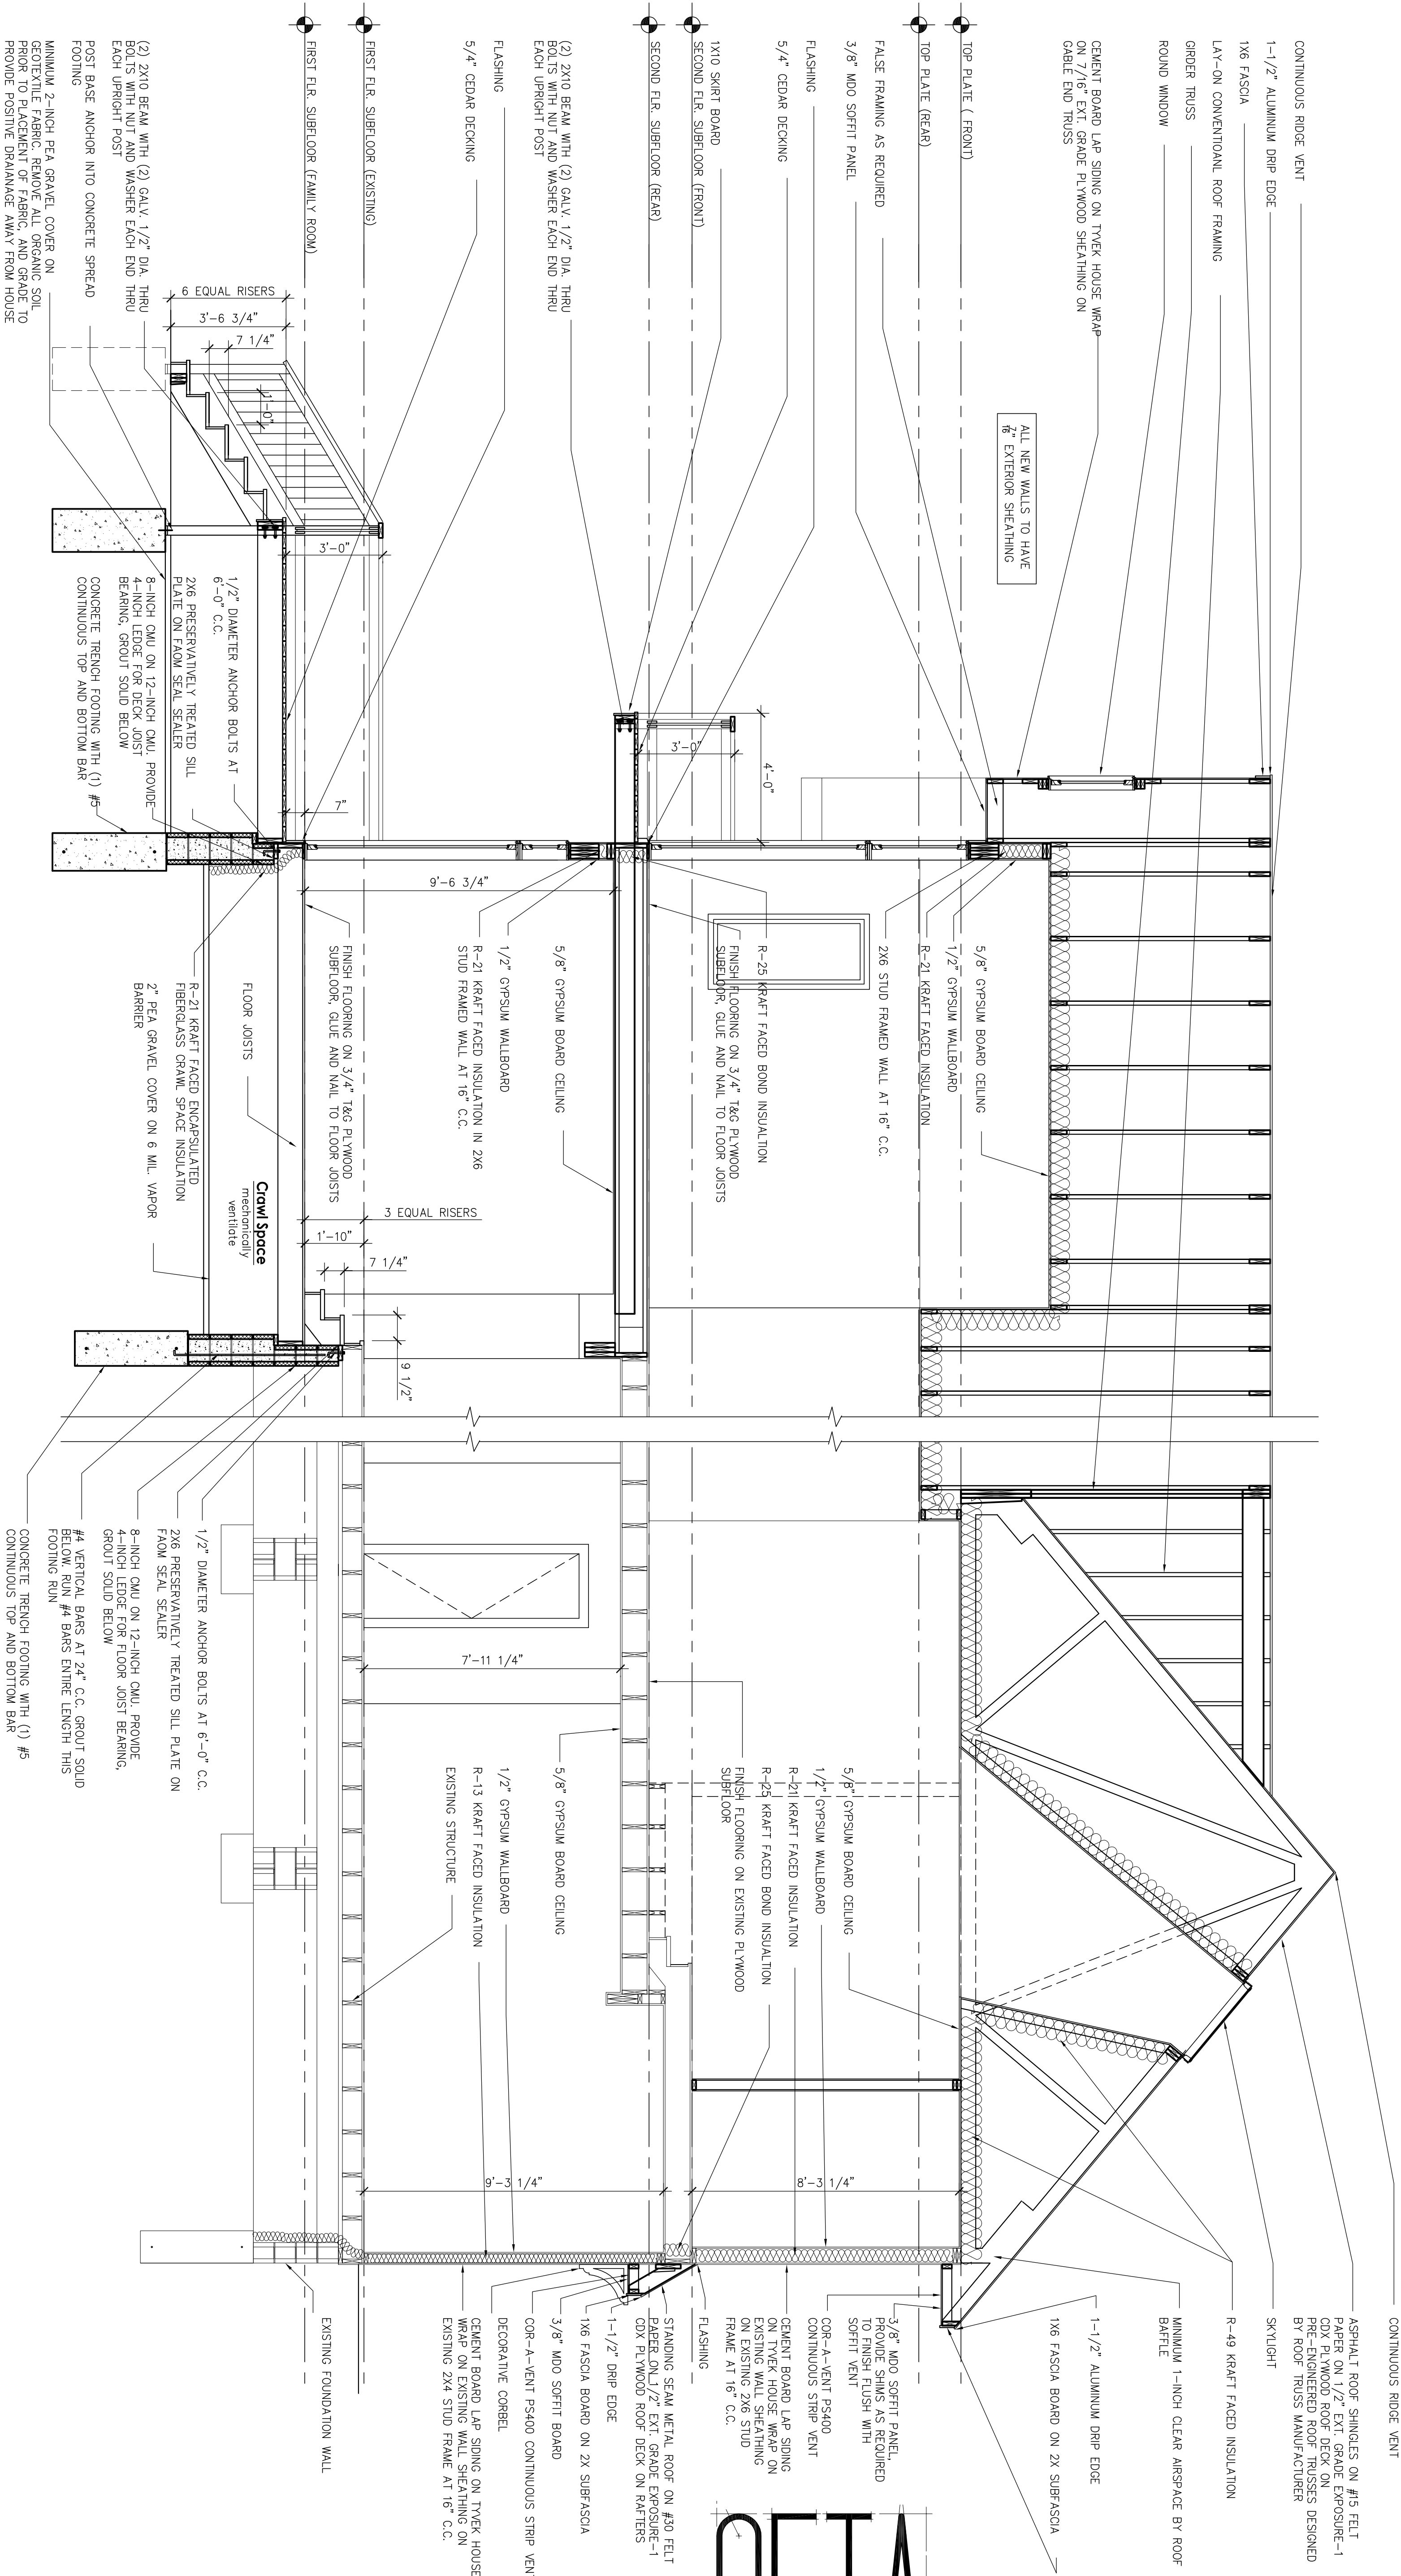 CONTINUOUS RIDGE VENT
1-1/2" ALUMINUM DRIP EDGE
1X6 FASCIA
LAY-ON CONVENTIOANL ROOF FRAMING
GIRDER TRUSS
ROUND WINDOW
CEMENT BOARD LAP SIDING ON TYVEK HOUSE WRAP
ON 7/16" EXT. GRADE PLYWOOD SHEATHING ON
GABLE END TRUSS
TOP PLATE ( FRONT)
TOP PLATE (REAR)
FALSE FRAMING AS REQUIRED
3/8" MDO SOFFIT PANEL
FLASHING
5/4" CEDAR DECKING
1X10 SKIRT BOARD
SECOND FLR. SUBFLOOR (FRONT)
SECOND FLR. SUBFLOOR (REAR)
(2) 2X10 BEAM WITH (2) GALV. 1/2" DIA. THRU
BOLTS WITH NUT AND WASHER EACH END THRU
EACH UPRIGHT POST
FLASHING
5/4" CEDAR DECKING
FIRST FLR. SUBFLOOR (EXISTING)
FIRST FLR. SUBFLOOR (FAMILY ROOM)
(2) 2X10 BEAM WITH (2) GALV. 1/2" DIA. THRU
BOLTS WITH NUT AND WASHER EACH END THRU
EACH UPRIGHT POST
POST BASE ANCHOR INTO CONCRETE SPREAD
FOOTING
MINIMUM 2-INCH PEA GRAVEL COVER ON
GEOTEXTILE FABRIC. REMOVE ALL ORGANIC SOIL
PRIOR TO PLACEMENT OF FABRIC, AND GRADE TO
PROVIDE POSITIVE DRIANAGE AWAY FROM HOUSE
ALL NEW WALLS TO HAVE
7/16" EXTERIOR SHEATHING
6 EQUAL RISERS
3'-6 3/4"
7 1/4"
1'-0"
3'-0"
3'-0"
4'-0"
7"
1/2" DIAMETER ANCHOR BOLTS AT
6'-0" C.C.
2X6 PRESERVATIVELY TREATED SILL
PLATE ON FAOM SEAL SEALER
8-INCH CMU ON 12-INCH CMU. PROVIDE
4-INCH LEDGE FOR DECK JOIST
BEARING, GROUT SOLID BELOW
CONCRETE TRENCH FOOTING WITH (1) #5
CONTINUOUS TOP AND BOTTOM BAR
9'-6 3/4"
5/8" GYPSUM BOARD CEILING
1/2" GYPSUM WALLBOARD
R-21 KRAFT FACED INSULATION
2X6 STUD FRAMED WALL AT 16" C.C.
R-25 KRAFT FACED BOND INSUALTION
FINISH FLOORING ON 3/4" T&G PLYWOOD
SUBFLOOR, GLUE AND NAIL TO FLOOR JOISTS
5/8" GYPSUM BOARD CEILING
1/2" GYPSUM WALLBOARD
R-21 KRAFT FACED INSULATION IN 2X6
STUD FRAMED WALL AT 16" C.C.
FINISH FLOORING ON 3/4" T&G PLYWOOD
SUBFLOOR, GLUE AND NAIL TO FLOOR JOISTS
FLOOR JOISTS
R-21 KRAFT FACED ENCAPSULATED
FIBERGLASS CRAWL SPACE INSULATION
2" PEA GRAVEL COVER ON 6 MIL. VAPOR
BARRIER
Crawl Space
mechanically
ventilate
3 EQUAL RISERS
1'-10"
7 1/4"
9 1/2"
1/2" DIAMETER ANCHOR BOLTS AT 6'-0" C.C.
2X6 PRESERVATIVELY TREATED SILL PLATE ON
FAOM SEAL SEALER
8-INCH CMU ON 12-INCH CMU. PROVIDE
4-INCH LEDGE FOR FLOOR JOIST BEARING,
GROUT SOLID BELOW
#4 VERTICAL BARS AT 24" C.C. GROUT SOLID
BELOW. RUN #4 BARS ENTIRE LENGTH THIS
FOOTING RUN
CONCRETE TRENCH FOOTING WITH (1) #5
CONTINUOUS TOP AND BOTTOM BAR
7'-11 1/4"
5/8" GYPSUM BOARD CEILING
1/2" GYPSUM WALLBOARD
R-21 KRAFT FACED INSULATION
R-25 KRAFT FACED BOND INSUALTION
FINISH FLOORING ON EXISTING PLYWOOD
SUBFLOOR
5/8" GYPSUM BOARD CEILING
1/2" GYPSUM WALLBOARD
R-13 KRAFT FACED INSULATION
EXISTING STRUCTURE
9'-3 1/4"
8'-3 1/4"
CONTINUOUS RIDGE VENT
ASPHALT ROOF SHINGLES ON #15 FELT
PAPER ON 1/2" EXT. GRADE EXPOSURE-1
CDX PLYWOOD ROOF DECK ON
PRE-ENGINEERED ROOF TRUSSES DESIGNED
BY ROOF TRUSS MANUFACTURER
SKYLIGHT
R-49 KRAFT FACED INSULATION
MINIMUM 1-INCH CLEAR AIRSPACE BY ROOF
BAFFLE
1-1/2" ALUMINUM DRIP EDGE
1X6 FASCIA BOARD ON 2X SUBFASCIA
3/8" MDO SOFFIT PANEL,
PROVIDE SHIMS AS REQUIRED
TO FINISH FLUSH WITH
SOFFIT VENT
COR-A-VENT PS400
CONTINUOUS STRIP VENT
CEMENT BOARD LAP SIDING
ON TYVEK HOUSE WRAP ON
EXISTING WALL SHEATHING
ON EXISTING 2X6 STUD
FRAME AT 16" C.C.
FLASHING
STANDING SEAM METAL ROOF ON #30 FELT
PAPER ON 1/2" EXT. GRADE EXPOSURE-1
CDX PLYWOOD ROOF DECK ON RAFTERS
1-1/2" DRIP EDGE
1X6 FASCIA BOARD ON 2X SUBFASCIA
3/8" MDO SOFFIT BOARD
COR-A-VENT PS400 CONTINUOUS STRIP VENT
DECORATIVE CORBEL
CEMENT BOARD LAP SIDING ON TYVEK HOUSE
WRAP ON EXISTING WALL SHEATHING ON
EXISTING 2X4 STUD FRAME AT 16" C.C.
EXISTING FOUNDATION WALL